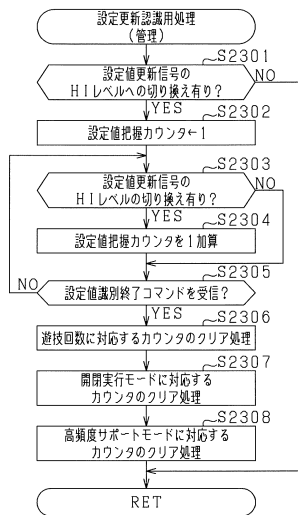 設定更新認識用処理
(管理)
S2301
設定値更新信号の
HIレベルへの切り換え有り?
NO
YES
S2302
設定値把握カウンタ←1
S2303
設定値更新信号の
HIレベルの切り換え有り?
NO
YES
S2304
設定値把握カウンタを1加算
S2305
設定値識別終了コマンドを受信?
NO
YES
S2306
遊技回数に対応するカウンタのクリア処理
S2307
開閉実行モードに対応する
カウンタのクリア処理
S2308
高頻度サポートモードに対応する
カウンタのクリア処理
RET